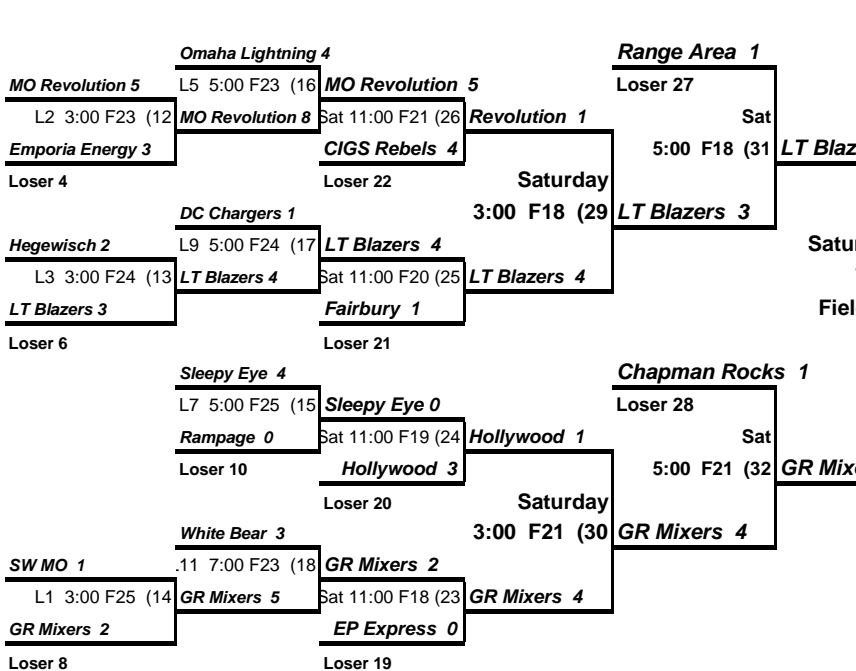 Omaha Lightning 4 Range Area 1
MO Revolution 5 L5 5:00 F23 (16 MO Revolution 5 Loser 27
L2 3:00 F23 (12 MO Revolution 8 Sat 11:00 F21 (26 Revolution 1 Sat
Emporia Energy 3 CIGS Rebels 4 5:00 F18 (31 LT Blaz
Loser 4 Loser 22 Saturday
DC Chargers 1 3:00 F18 (29 LT Blazers 3
Hegewisch 2 L9 5:00 F24 (17 LT Blazers 4 Satu
L3 3:00 F24 (13 LT Blazers 4 Sat 11:00 F20 (25 LT Blazers 4
LT Blazers 3 Fairbury 1 Fiel
Loser 6 Loser 21
Sleepy Eye 4 Chapman Rocks 1
L7 5:00 F25 (15 Sleepy Eye 0 Loser 28
Rampage 0 Sat 11:00 F19 (24 Hollywood 1 Sat
Loser 10 Hollywood 3 5:00 F21 (32 GR Mix
Loser 20 Saturday
White Bear 3 3:00 F21 (30 GR Mixers 4
SW MO 1 .11 7:00 F23 (18 GR Mixers 2
L1 3:00 F25 (14 GR Mixers 5 Sat 11:00 F18 (23 GR Mixers 4
GR Mixers 2 EP Express 0
Loser 8 Loser 19